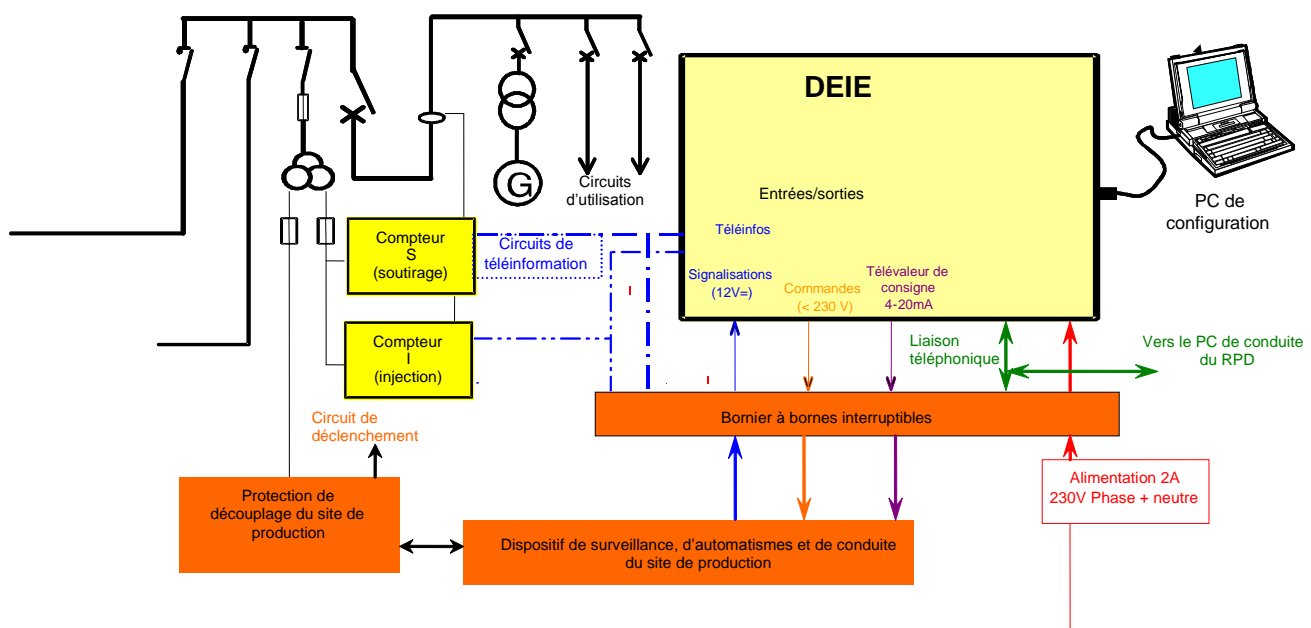 DEIE
G
Circuits
d'utilisation
Entrées/sorties
PC de
configuration
Compteur
S
(soutirage)
Circuits de
téléinformation
Téléinfos
Signalisations
(12V=)
Commandes
(< 230 V)
Télévaleur de
consigne
4-20mA
Compteur
I
(injection)
Liaison
téléphonique
Vers le PC de conduite
du RPD
Circuit de
déclenchement
Bornier à bornes interruptibles
Alimentation 2A
230V Phase + neutre
Protection de
découplage du site de
production
Dispositif de surveillance, d'automatismes et de conduite
du site de production